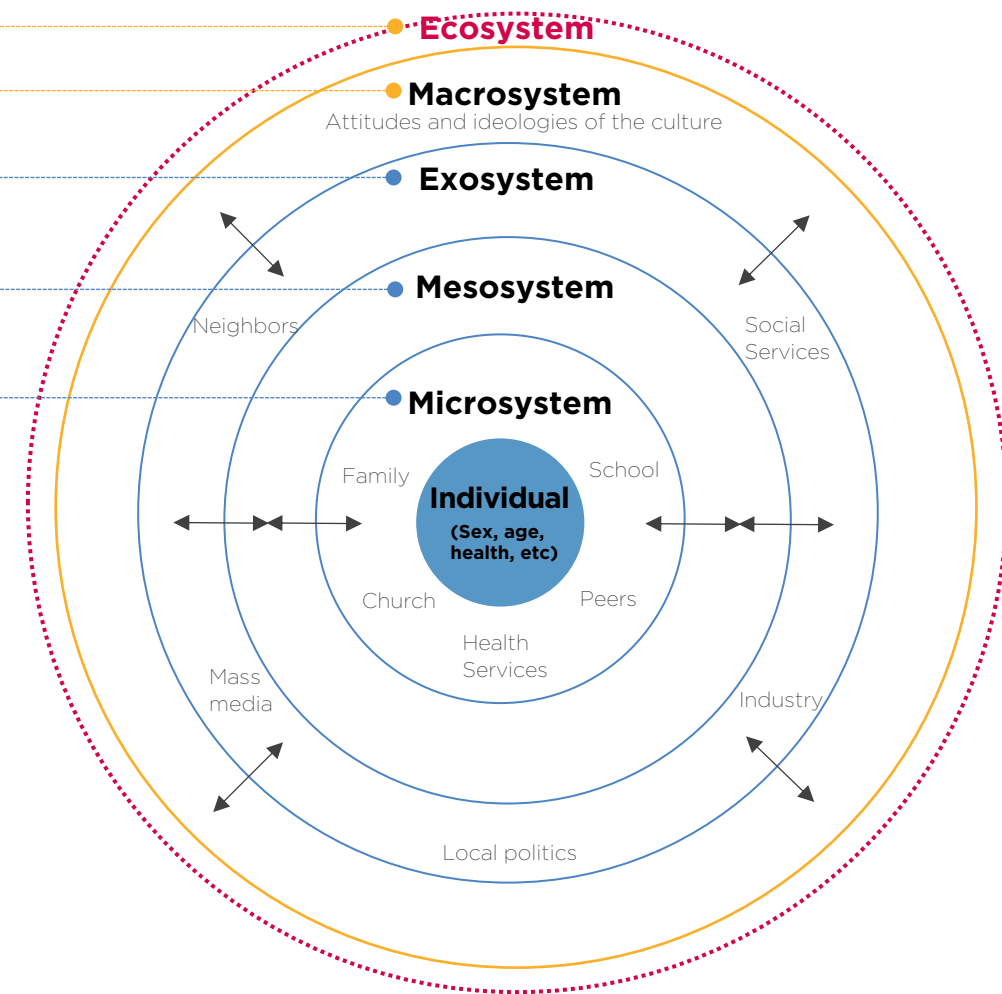 Ecosystem
Macrosystem
Attitudes and ideologies of the culture
Exosystem
Mesosystem
Neighbors
Social
Services
Microsystem
Family
School
Individual
(Sex, age,
health, etc)
Church
Peers
Health
Services
Mass
media
Industry
Local politics